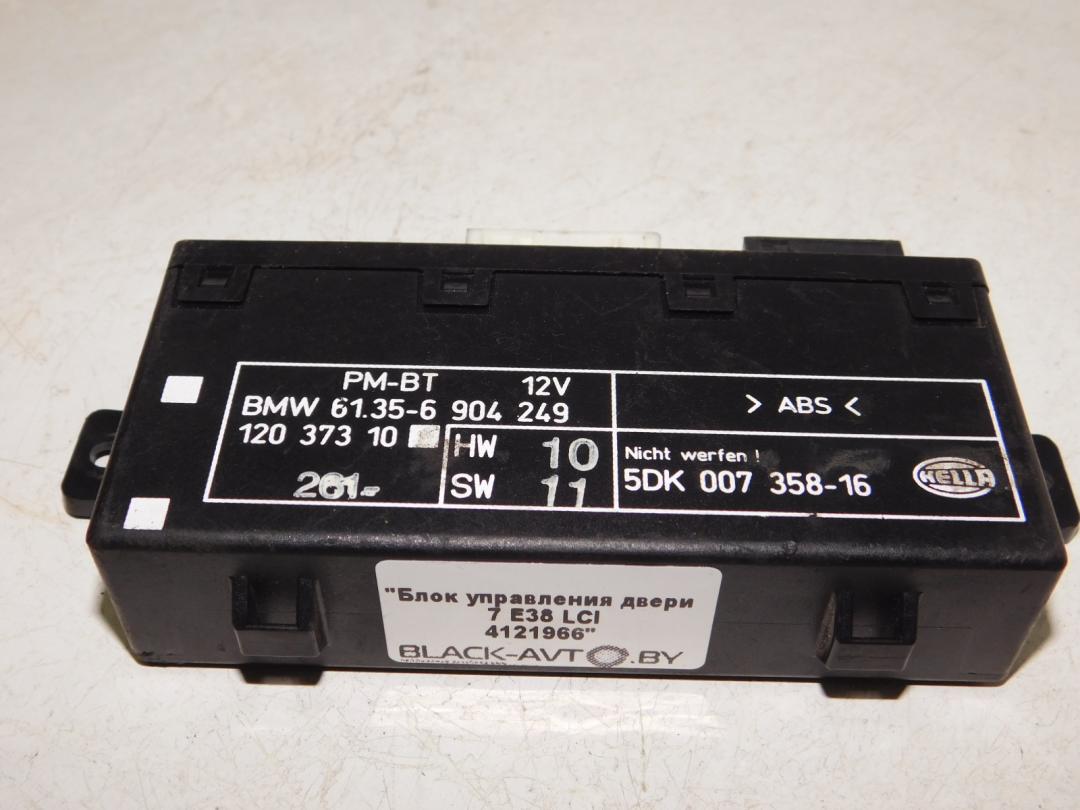 PM-BT 12V
BMW 61.35-6 904 249
120 373 10
261-
HW 10
SW 11
> ABS <
Nicht werfen !
5DK 007 358-16
HELLA
"Блок управления двери
7 E38 LCI
4121966"
BLACK-AVTO.BY